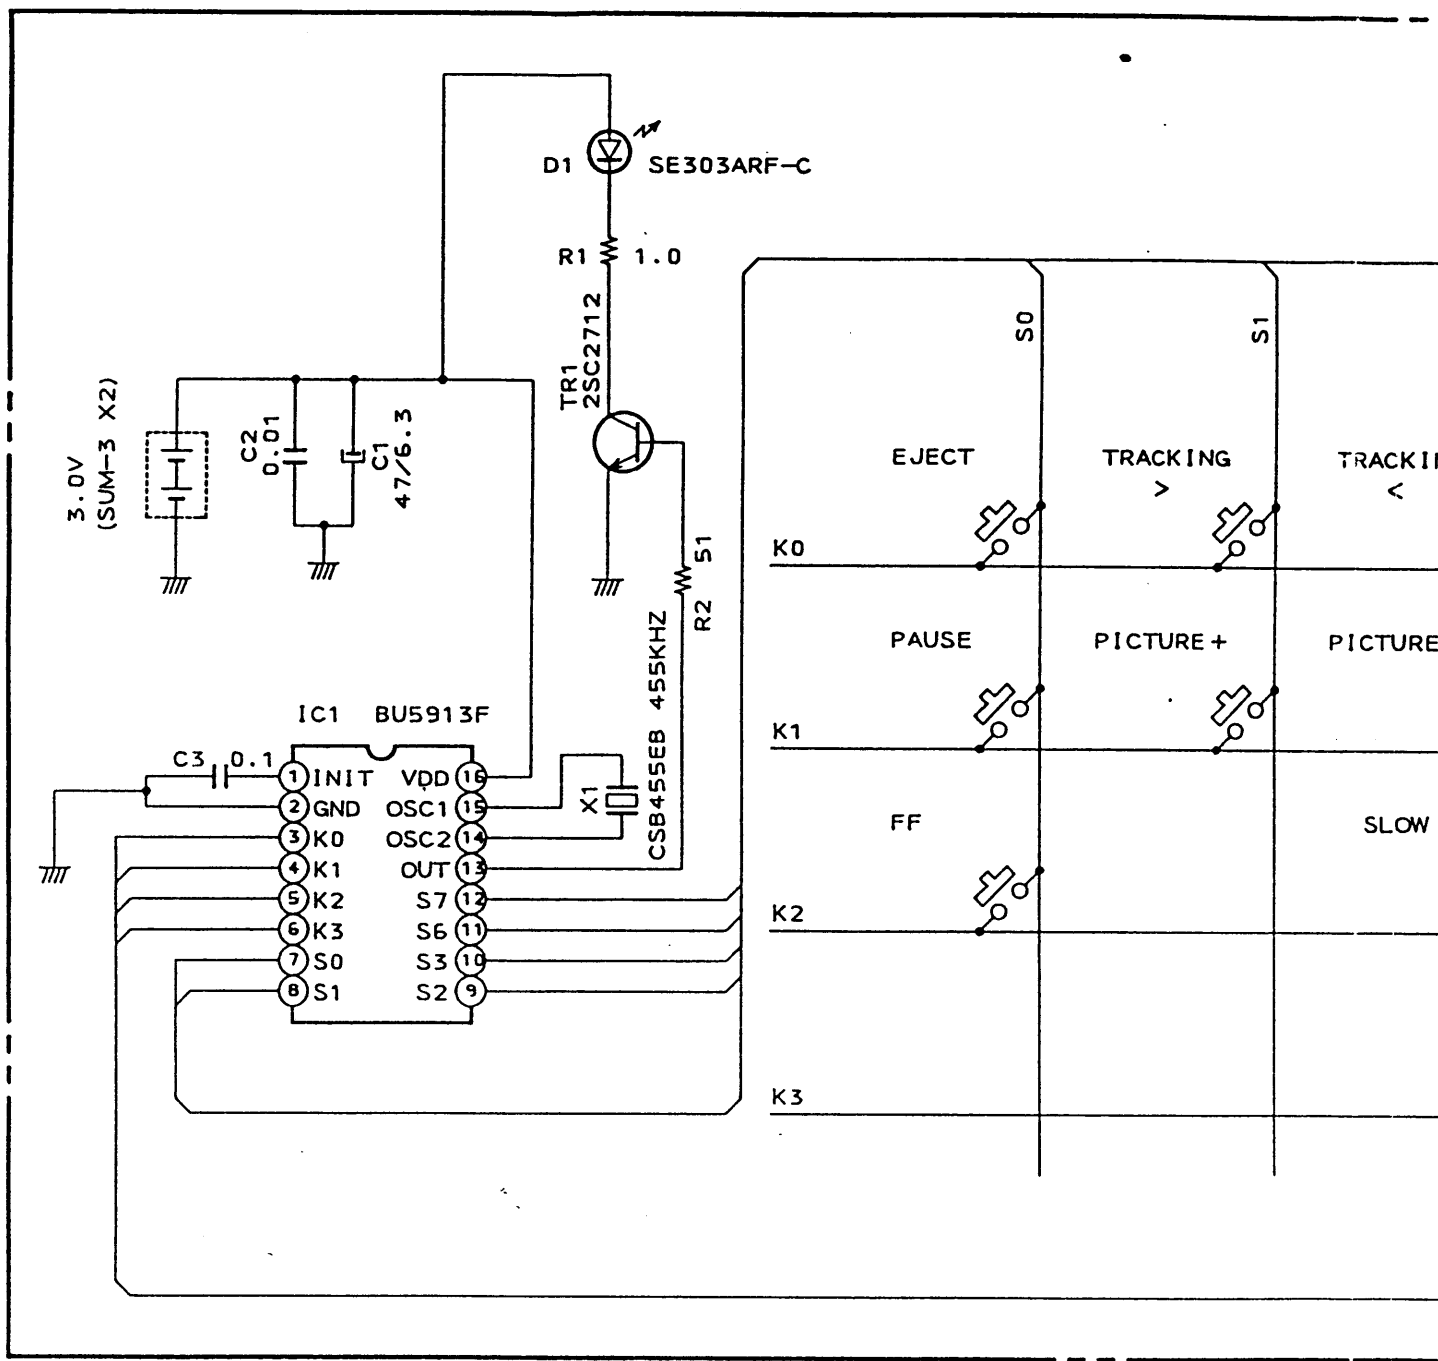 D1
SE303ARF-C
R1 1.0
TR1
2SC2712
S0
S1
3.0V
(SUM-3 X2)
C2
0.01
C1
47/6.3
EJECT
TRACKING
>
TRACKI
<
K0
51
R2
PAUSE
PICTURE+
PICTURE
K1
IC1 BU5913F
C3 0.1
X1
CSB455EB 455KHZ
1 INIT VDD 16
2 GND OSC1 15
3 K0 OSC2 14
4 K1 OUT 13
5 K2 S7 12
6 K3 S6 11
7 S0 S3 10
8 S1 S2 9
FF
SLOW
K2
K3